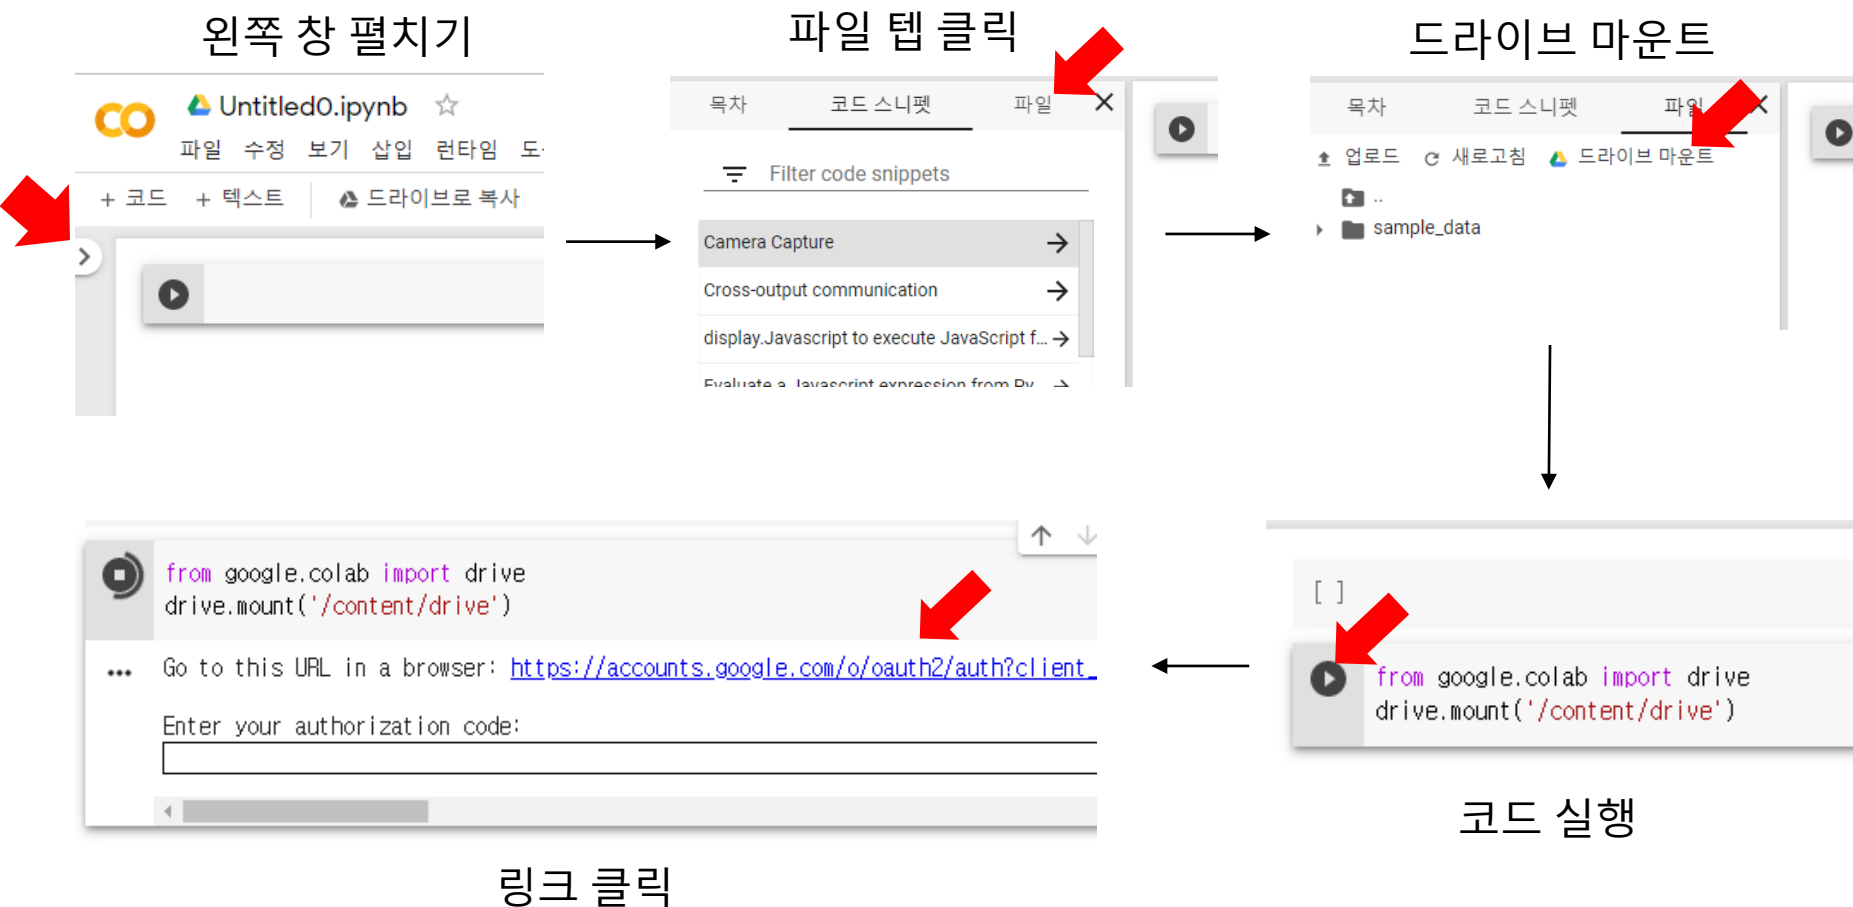 왼쪽 창 펼치기
Untitled0.ipynb
파일 수정 보기 삽입 런타임 도
+ 코드 + 텍스트 드라이브로 복사
파일 텝 클릭
목차 코드 스니펫 파일
Filter code snippets
Camera Capture
Cross-output communication
display.Javascript to execute JavaScript f...
Evaluate a Javascript expression from Py
드라이브 마운트
목차 코드 스니펫 파일
업로드 새로고침 드라이브 마운트
..
sample_data
[ ]
from google.colab import drive
drive.mount('/content/drive')
코드 실행
from google.colab import drive
drive.mount('/content/drive')
Go to this URL in a browser: https://accounts.google.com/o/oauth2/auth?client_
Enter your authorization code:
링크 클릭